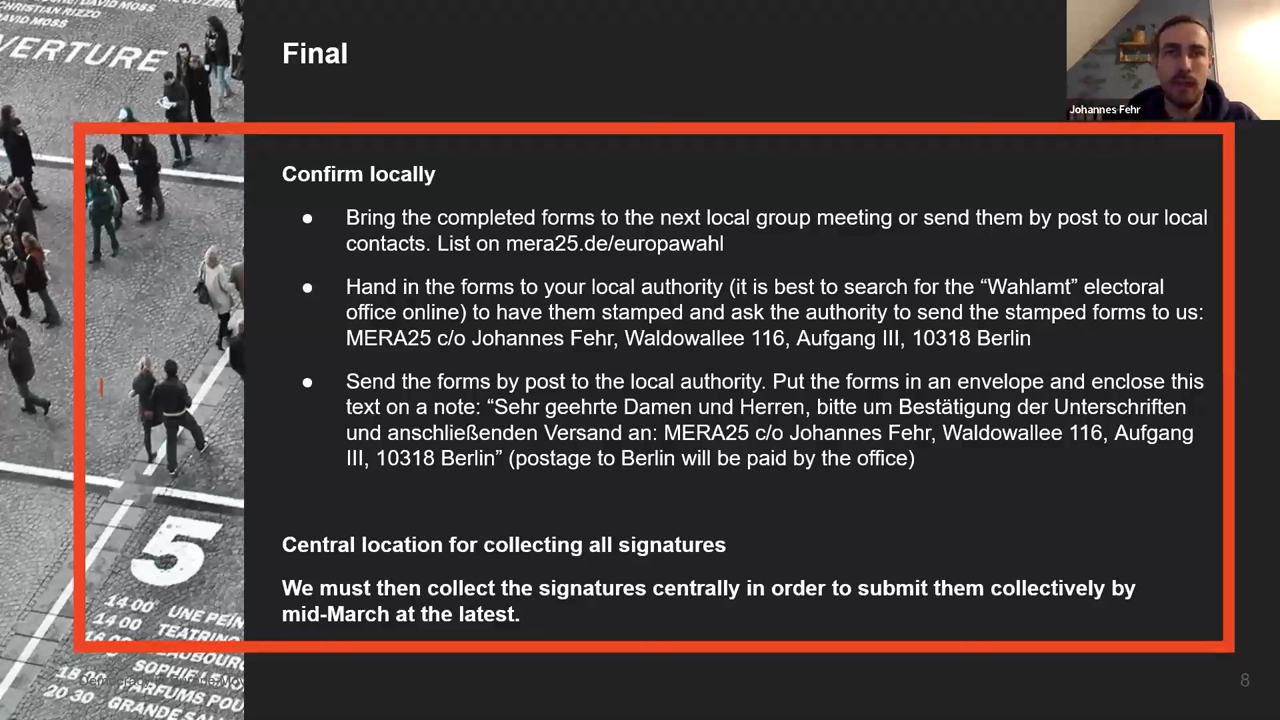 DAVID MOSS
CHRISTIAN RIZZO
DAVID MOSS
VERTURE
Final
Johannes Fehr
Confirm locally
● Bring the completed forms to the next local group meeting or send them by post to our local
contacts. List on mera25.de/europawahl
● Hand in the forms to your local authority (it is best to search for the “Wahlamt” electoral
office online) to have them stamped and ask the authority to send the stamped forms to us:
MERA25 c/o Johannes Fehr, Waldowallee 116, Aufgang III, 10318 Berlin
● Send the forms by post to the local authority. Put the forms in an envelope and enclose this
text on a note: “Sehr geehrte Damen und Herren, bitte um Bestätigung der Unterschriften
und anschließenden Versand an: MERA25 c/o Johannes Fehr, Waldowallee 116, Aufgang
III, 10318 Berlin” (postage to Berlin will be paid by the office)
Central location for collecting all signatures
We must then collect the signatures centrally in order to submit them collectively by
mid-March at the latest.
5
14 00 UNE PEIN
14 00 TEATRINO
SOPHIE
PARFUMS POU
20 30 GRANDE SAL
8